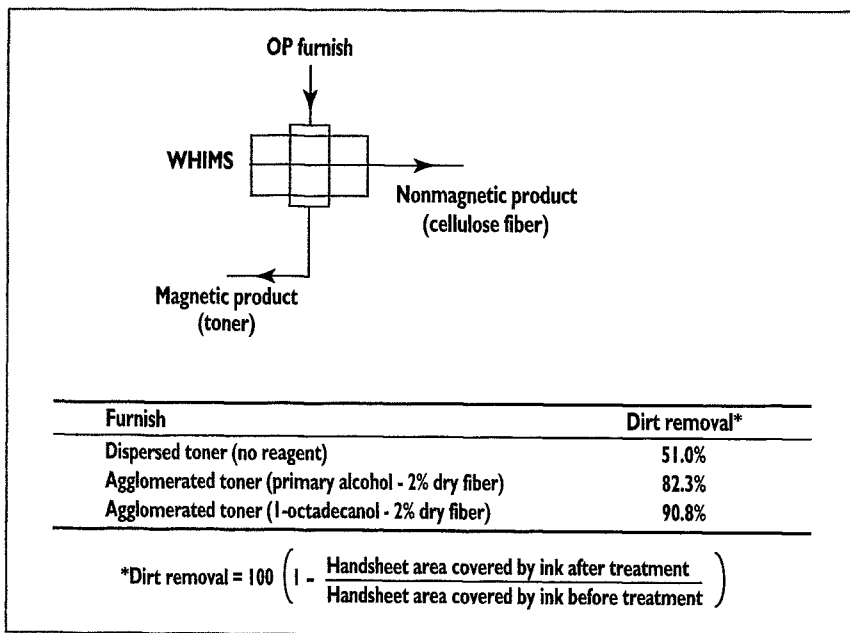 OP furnish
WHIMS
Nonmagnetic product
(cellulose fiber)
Magnetic product
(toner)
Furnish Dirt removal*
Dispersed toner (no reagent) 51.0%
Agglomerated toner (primary alcohol - 2% dry fiber) 82.3%
Agglomerated toner (1-octadecanol - 2% dry fiber) 90.8%
*Dirt removal = 100 ( 1 - Handsheet area covered by ink after treatment
Handsheet area covered by ink before treatment )